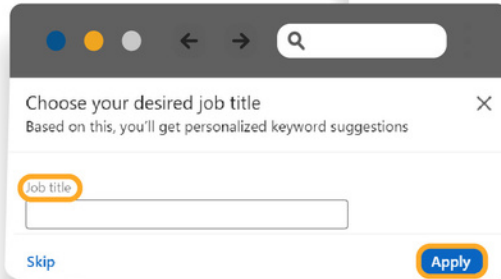 Choose your desired job title
Based on this, you'll get personalized keyword suggestions
Job title
Skip
Apply